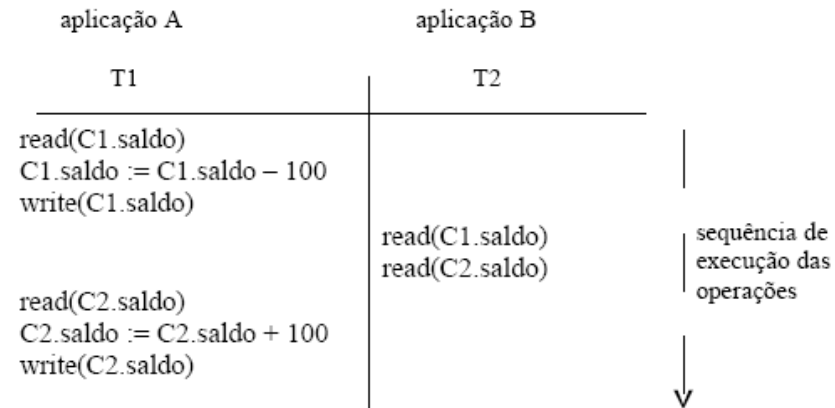 aplicação A
aplicação B
T1
T2
read(C1.saldo)
C1.saldo := C1.saldo – 100
write(C1.saldo)
read(C1.saldo)
read(C2.saldo)
read(C2.saldo)
C2.saldo := C2.saldo + 100
write(C2.saldo)
sequência de
execução das
operações